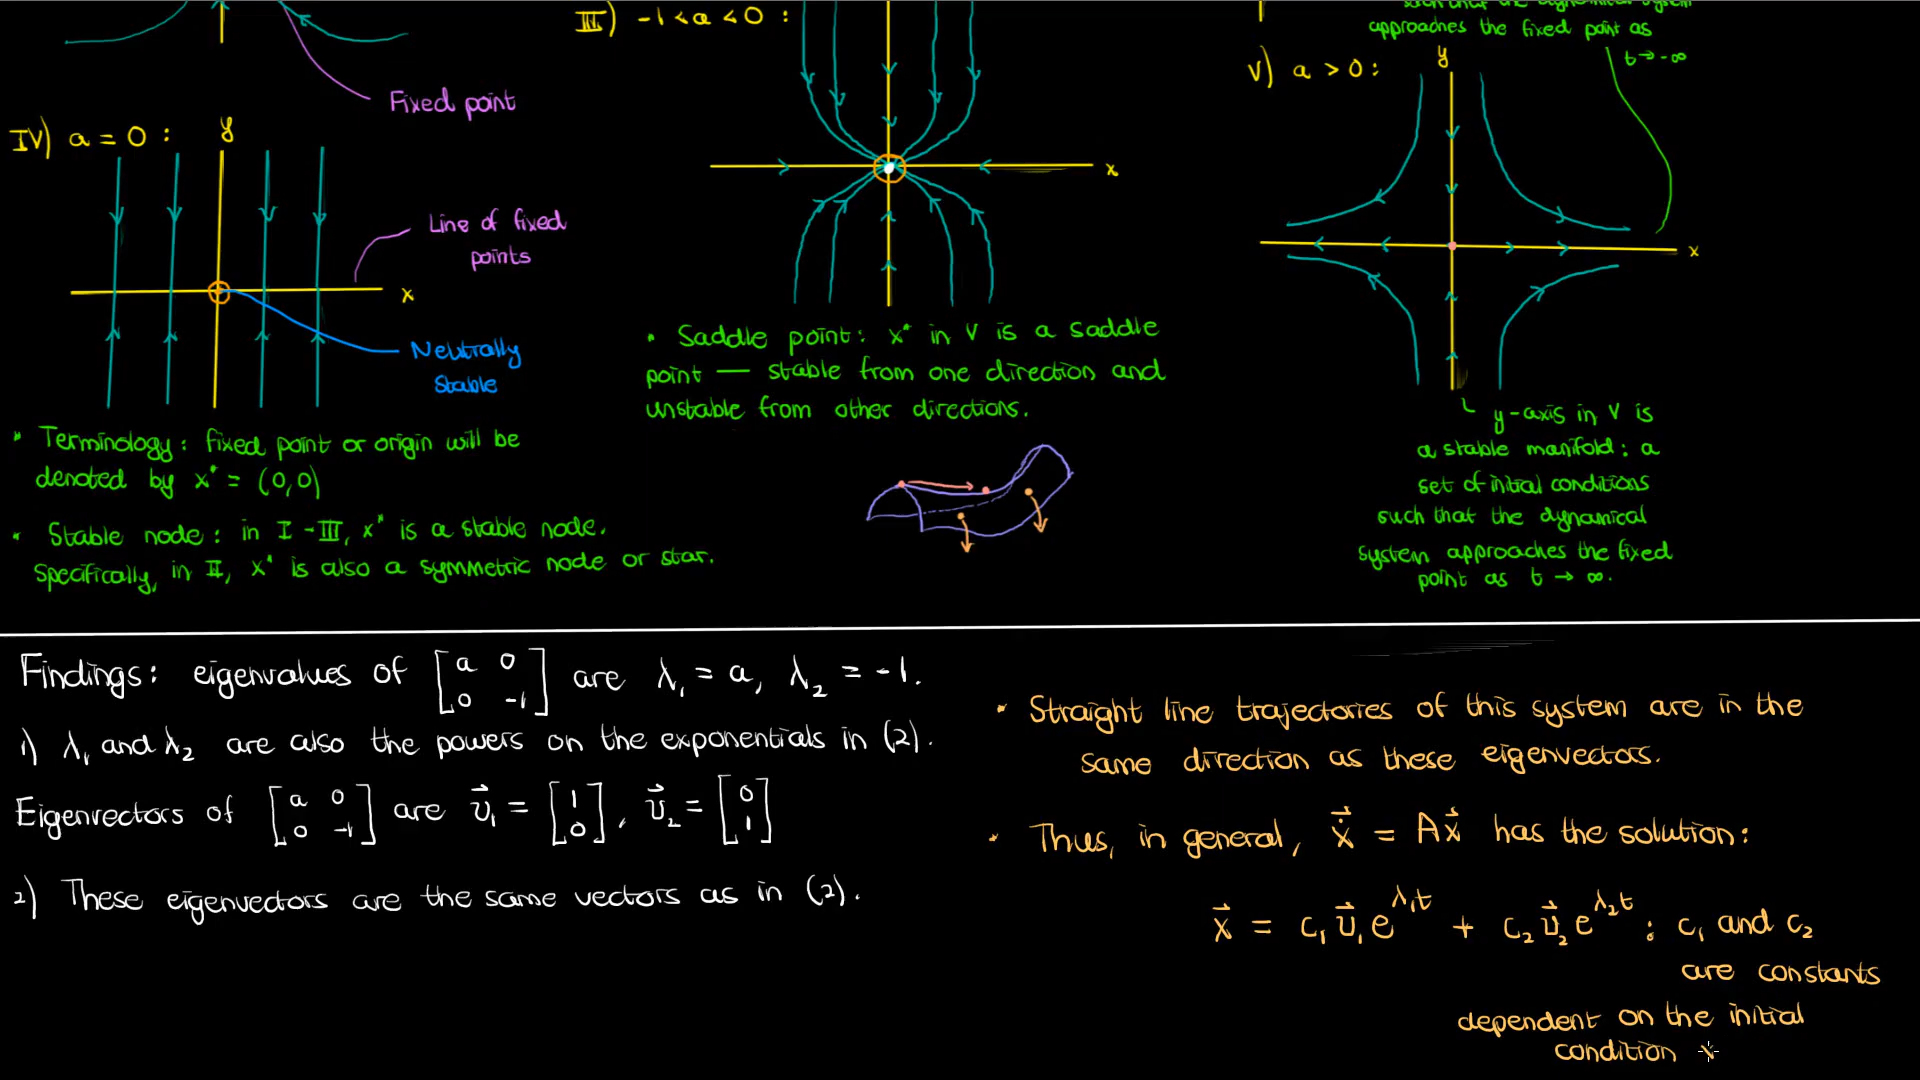 III) -1 < a < 0 :
approaches the fixed point as
t → -∞
V) a > 0 :
y
x
Fixed point
IV) a = 0 :
y
x
Line of fixed
points
Neutrally
Stable
x
• Saddle point: x* in V is a saddle
point — stable from one direction and
unstable from other directions.
y-axis in V is
a stable manifold: a
set of initial conditions
such that the dynamical
system approaches the fixed
point as t → ∞.
• Terminology: fixed point or origin will be
denoted by x* = (0,0)
• Stable node: in I - III, x* is a stable node.
Specifically, in II, x* is also a symmetric node or star.
Findings: eigenvalues of [a 0; 0 -1] are λ₁ = a, λ₂ = -1.
1) λ₁ and λ₂ are also the powers on the exponentials in (2).
Eigenvectors of [a 0; 0 -1] are v⃗₁ = [1; 0], v⃗₂ = [0; 1]
2) These eigenvectors are the same vectors as in (2).
• Straight line trajectories of this system are in the
same direction as these eigenvectors.
• Thus, in general, ẋ⃗ = Ax⃗ has the solution:
x⃗ = c₁v⃗₁e^λ₁t + c₂v⃗₂e^λ₂t : c₁ and c₂
are constants
dependent on the initial
condition